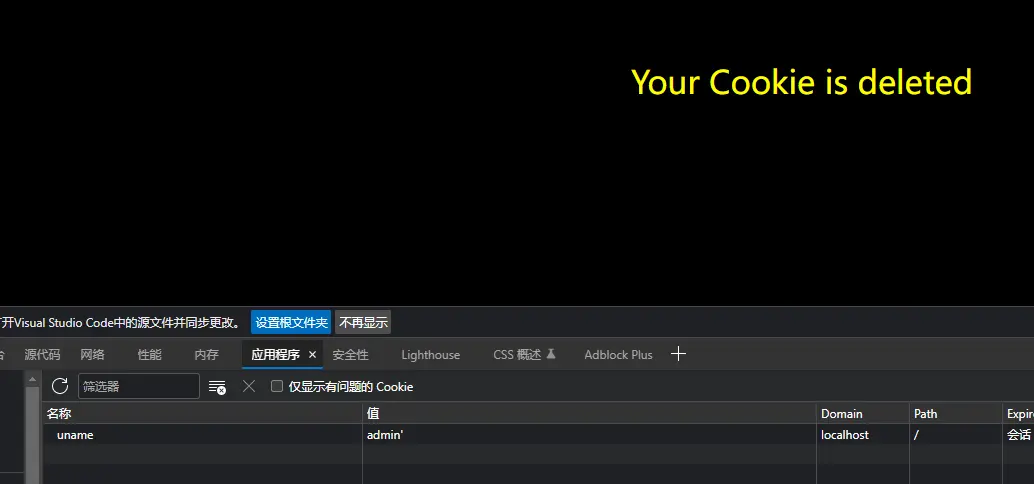 Your Cookie is deleted
开Visual Studio Code中的源文件并同步更改。 设置根文件夹 不再显示
源代码 网络 性能 内存 应用程序 × 安全性 Lighthouse CSS 概述 Adblock Plus +
筛选器 仅显示有问题的 Cookie
名称 值 Domain Path
uname admin' localhost / 会话